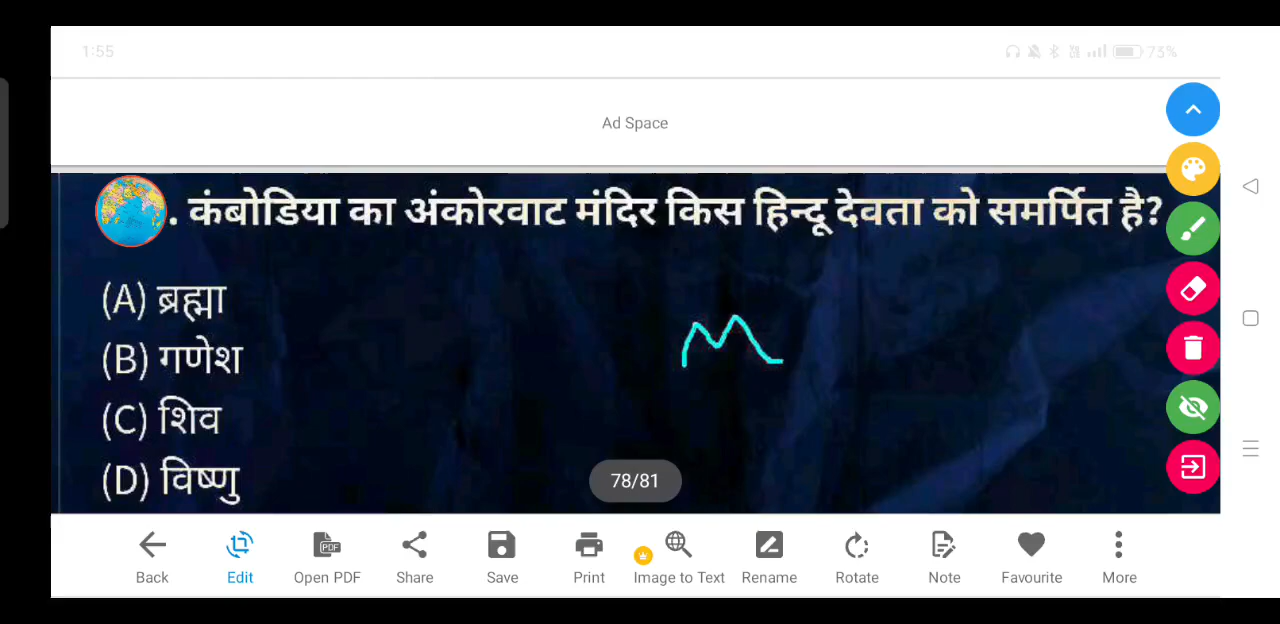 1:55 73%
Ad Space
. कंबोडिया का अंकोरवाट मंदिर किस हिन्दू देवता को समर्पित है?
(A) ब्रह्मा
(B) गणेश
(C) शिव
(D) विष्णु
78/81
PDF
Back Edit Open PDF Share Save Print Image to Text Rename Rotate Note Favourite More